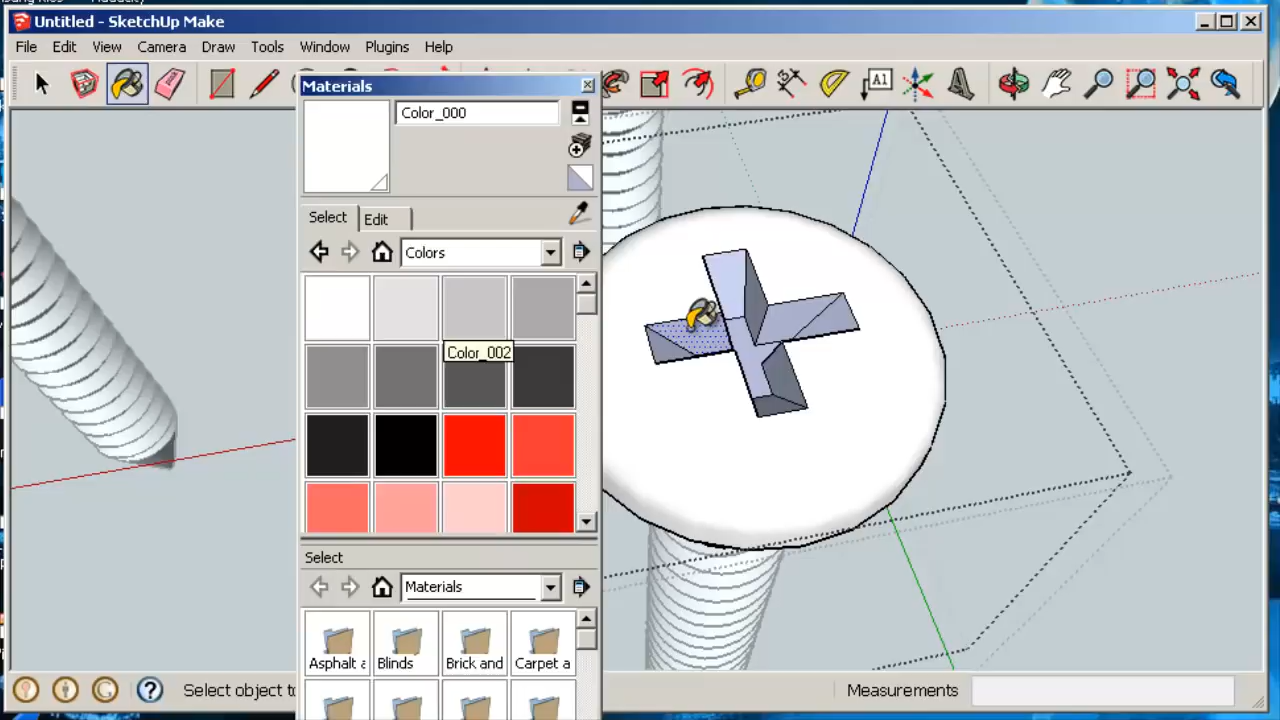 Untitled - SketchUp Make
File Edit View Camera Draw Tools Window Plugins Help
A1
Materials
Color_000
Select Edit
Colors
Color_002
Select
Materials
Asphalt a Blinds Brick and Carpet a
Select object to Measurements